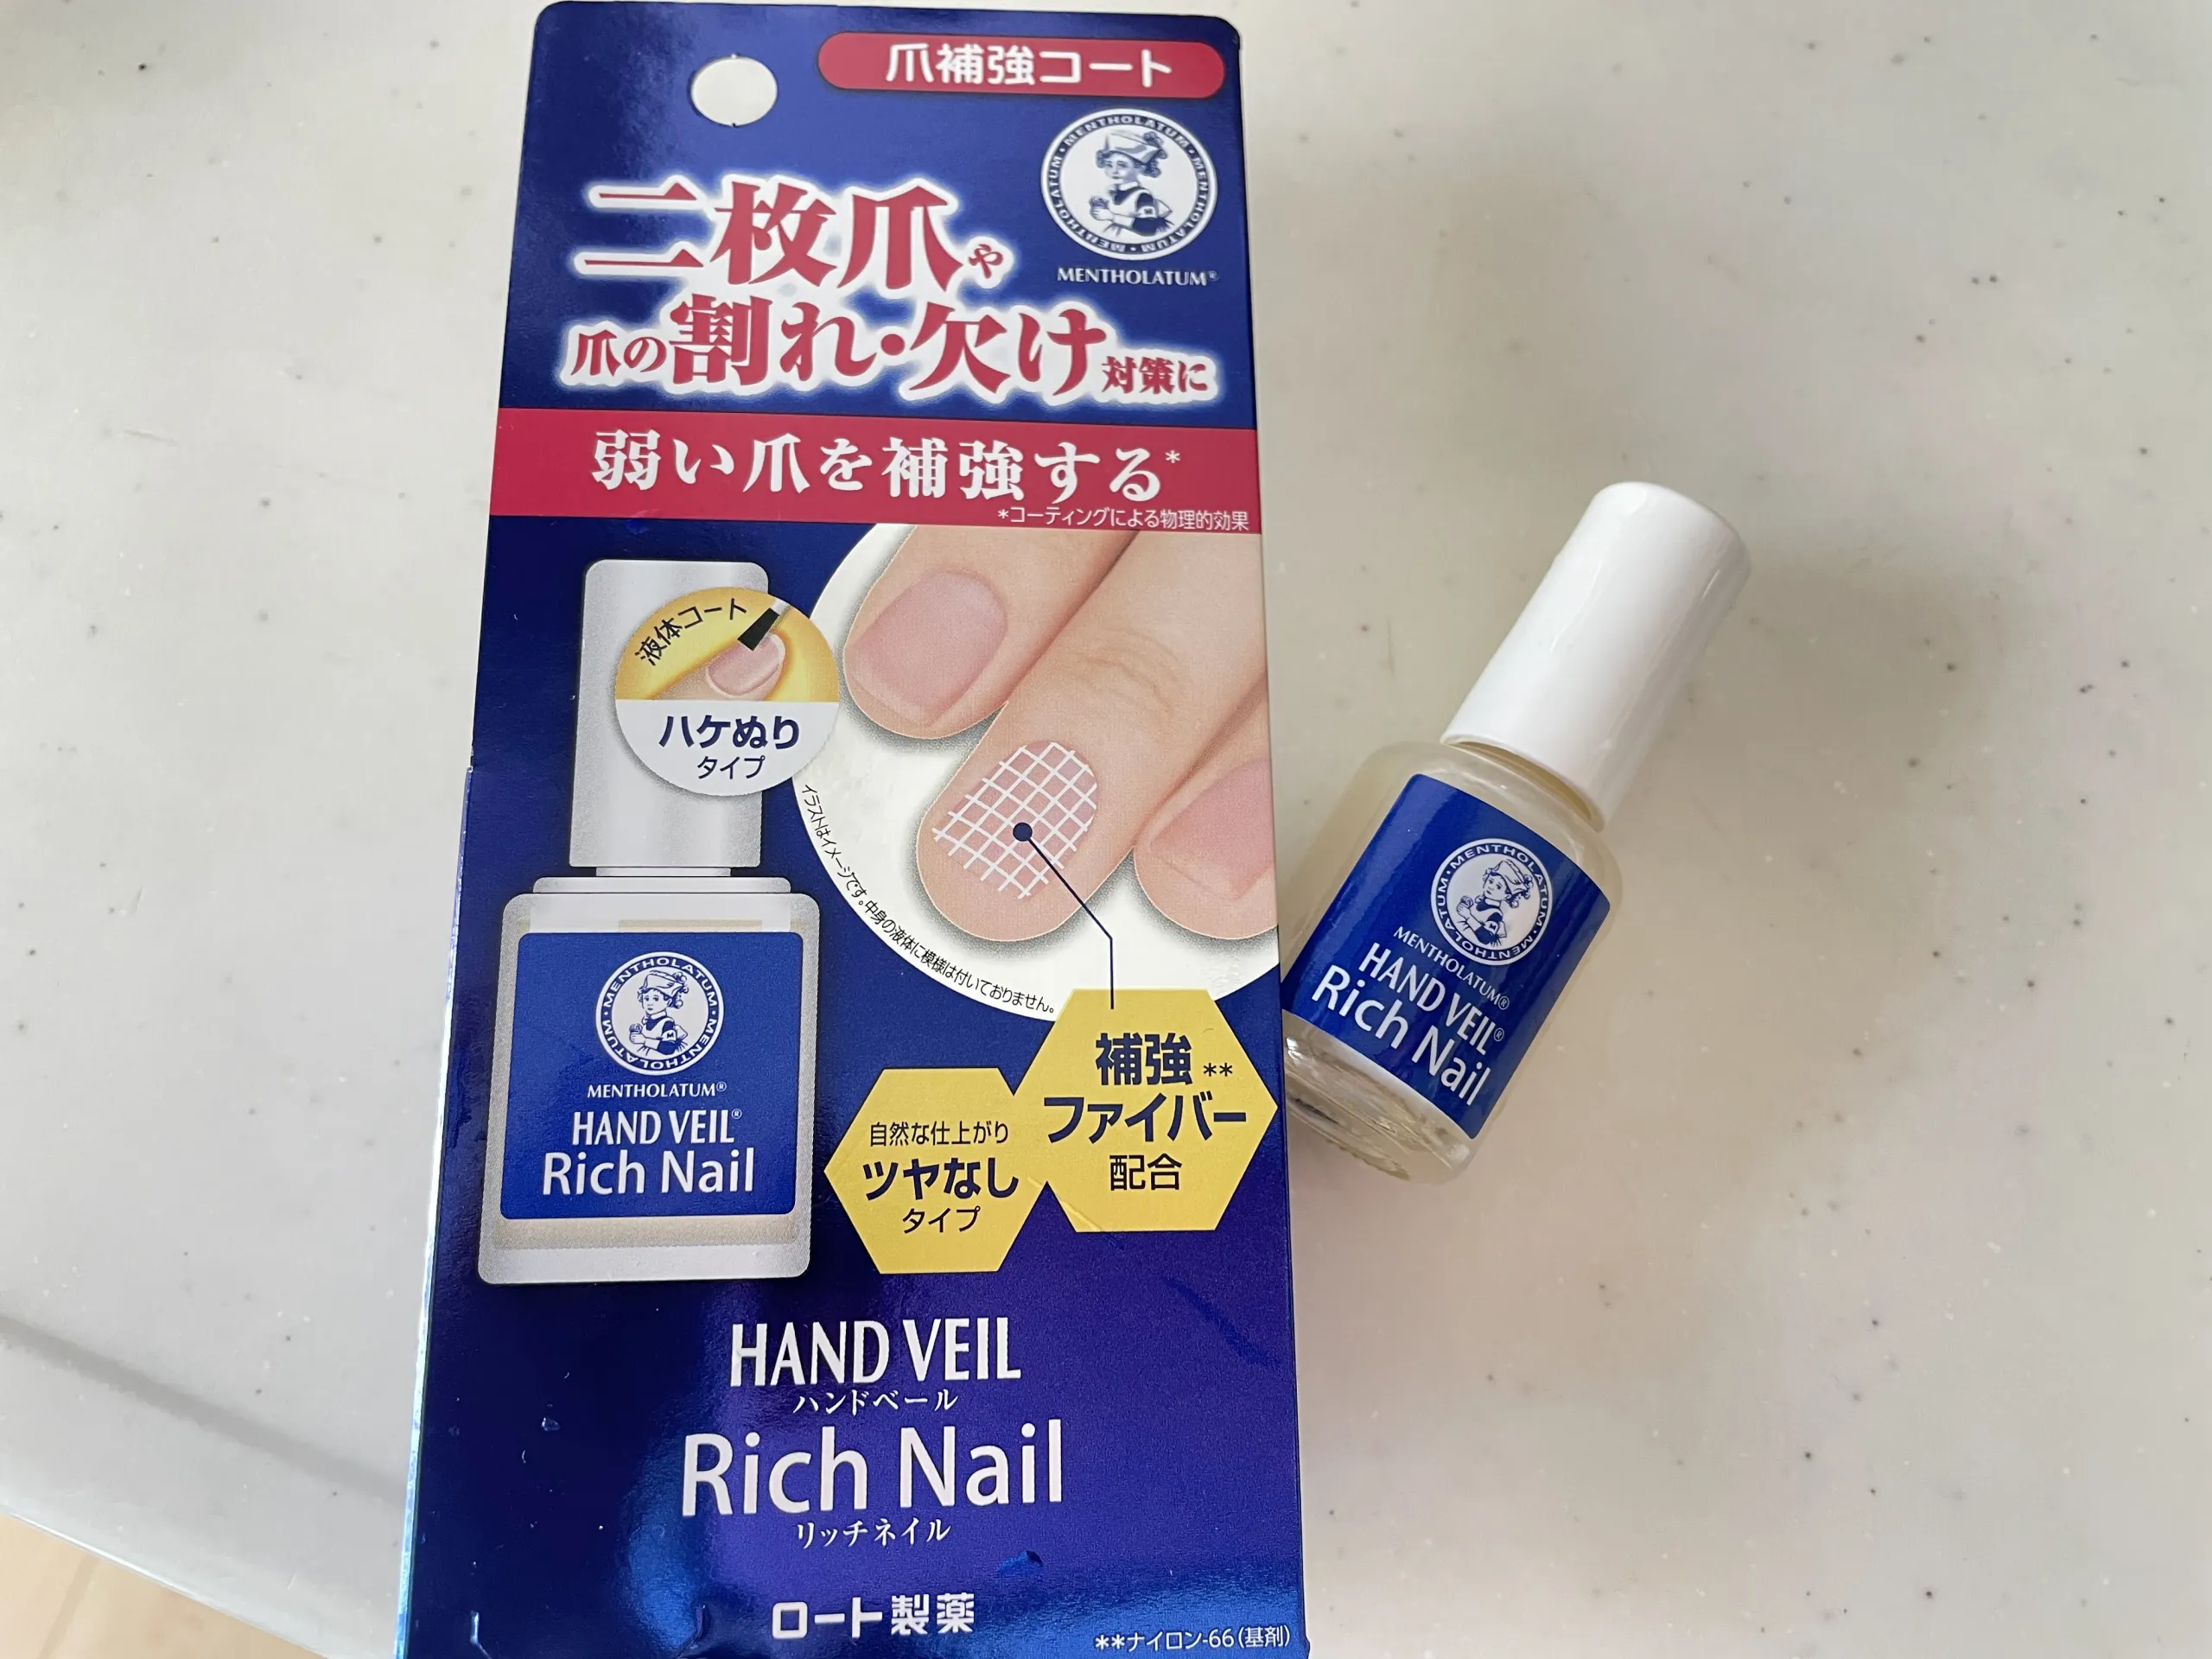 爪補強コート
MENTHOLATUM・MENTHOLATUM・MENTHOLATUM
MENTHOLATUM®
二枚爪や
爪の割れ・欠け対策に
弱い爪を補強する*
*コーティングによる物理的効果
液体コート
ハケぬり
タイプ
イラストはイメージです。中身の液体に模様は付いておりません。
補強**
ファイバー
配合
自然な仕上がり
ツヤなし
タイプ
MENTHOLATUM・MENTHOLATUM
MENTHOLATUM®
HAND VEIL®
Rich Nail
HAND VEIL
ハンドベール
Rich Nail
リッチネイル
ロート製薬
**ナイロン-66(基剤)
MENTHOLATUM・MENTHOLATUM
MENTHOLATUM®
HAND VEIL®
Rich Nail